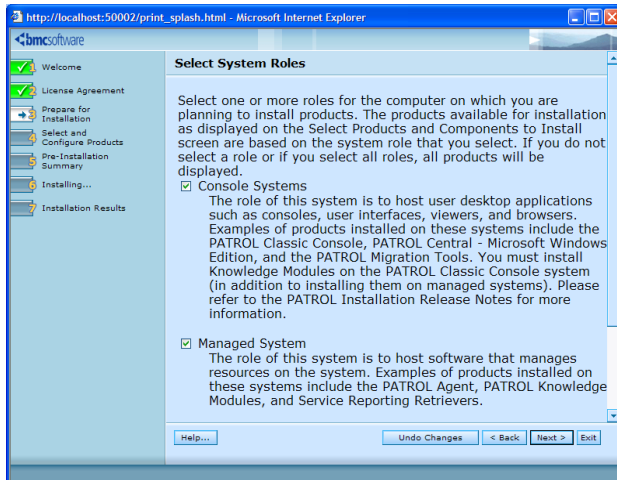 http://localhost:50002/print_splash.html - Microsoft Internet Explorer
bmcsoftware
1 Welcome
2 License Agreement
3 Prepare for
Installation
4 Select and
Configure Products
5 Pre-Installation
Summary
6 Installing...
7 Installation Results
Select System Roles
Select one or more roles for the computer on which you are
planning to install products. The products available for installation
as displayed on the Select Products and Components to Install
screen are based on the system role that you select. If you do not
select a role or if you select all roles, all products will be
displayed.
Console Systems
The role of this system is to host user desktop applications
such as consoles, user interfaces, viewers, and browsers.
Examples of products installed on these systems include the
PATROL Classic Console, PATROL Central - Microsoft Windows
Edition, and the PATROL Migration Tools. You must install
Knowledge Modules on the PATROL Classic Console system
(in addition to installing them on managed systems). Please
refer to the PATROL Installation Release Notes for more
information.
Managed System
The role of this system is to host software that manages
resources on the system. Examples of products installed on
these systems include the PATROL Agent, PATROL Knowledge
Modules, and Service Reporting Retrievers.
Help...
Undo Changes
< Back
Next >
Exit